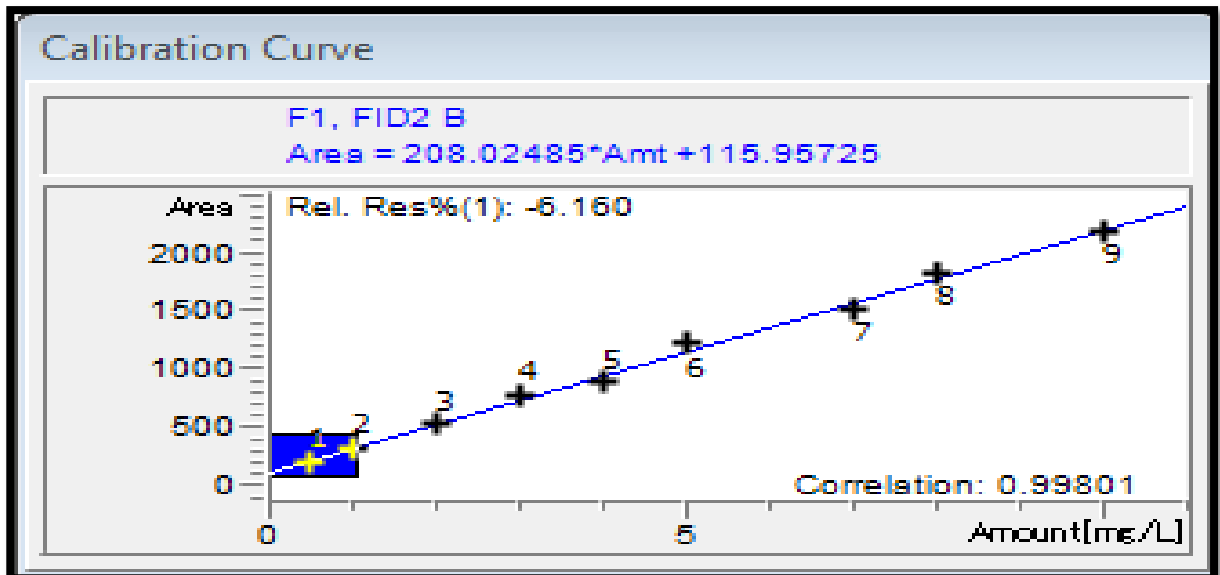 Calibration Curve
F1, FID2 B
Area = 208.02485*Amt +115.95725
Area
Rel. Res%(1): -6.160
2000
1500
1000
500
0
1
2
3
4
5
6
7
8
9
Correlation: 0.99801
0
5
Amount[mg/L]